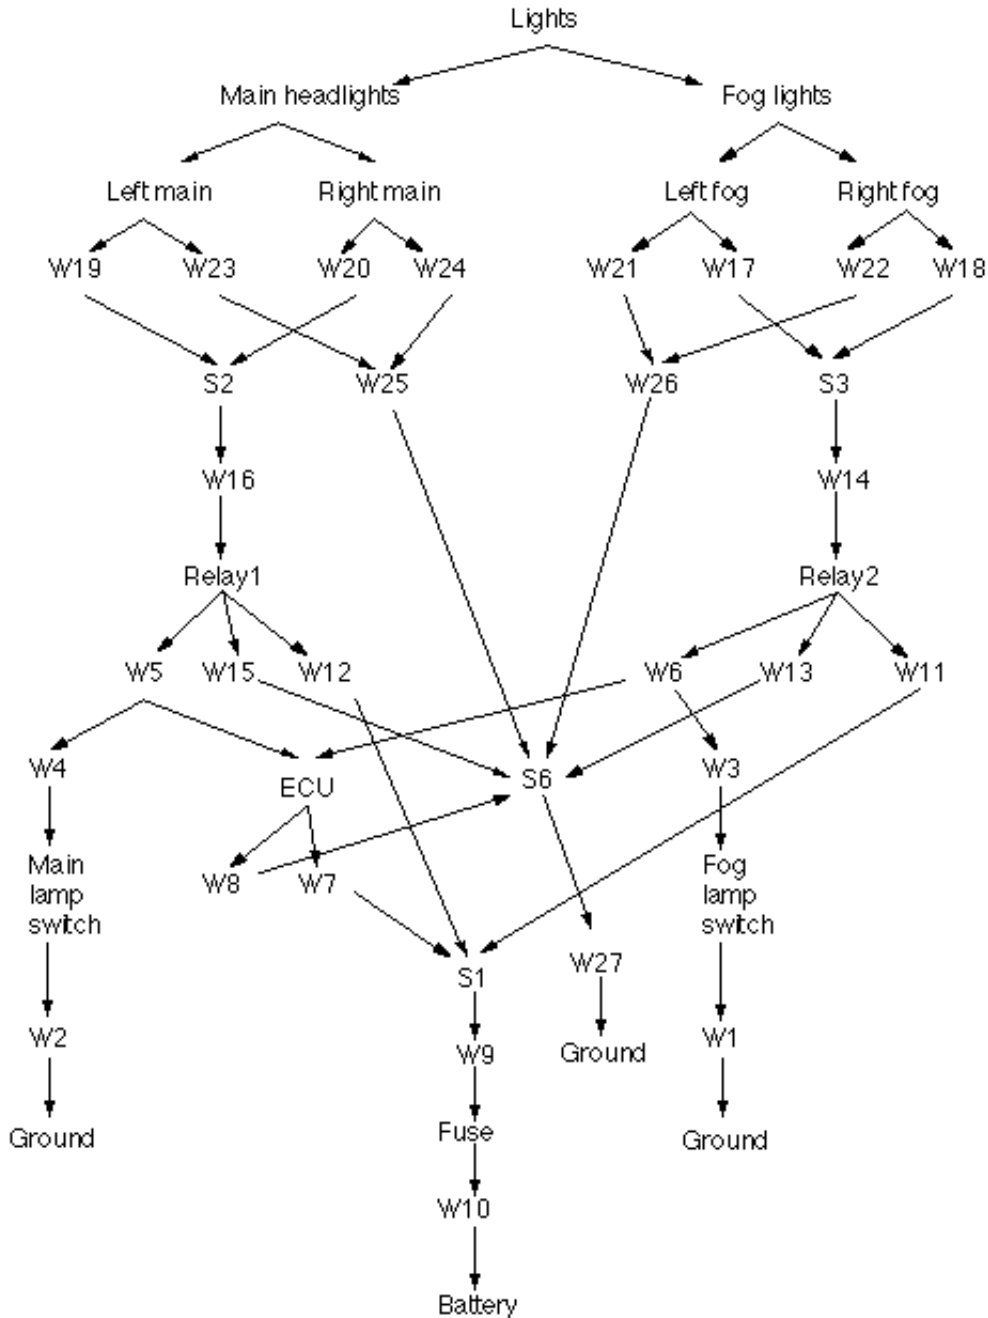 Lights
Main headlights
Fog lights
Left main
Right main
Left fog
Right fog
W19
W23
W20
W24
W21
W17
W22
W18
S2
W25
W26
S3
W16
W14
Relay1
Relay2
W5
W15
W12
W6
W13
W11
W4
ECU
S6
W3
W8
W7
Main
lamp
switch
Fog
lamp
switch
S1
W27
W2
W9
Ground
W1
Ground
Fuse
Ground
W10
Battery